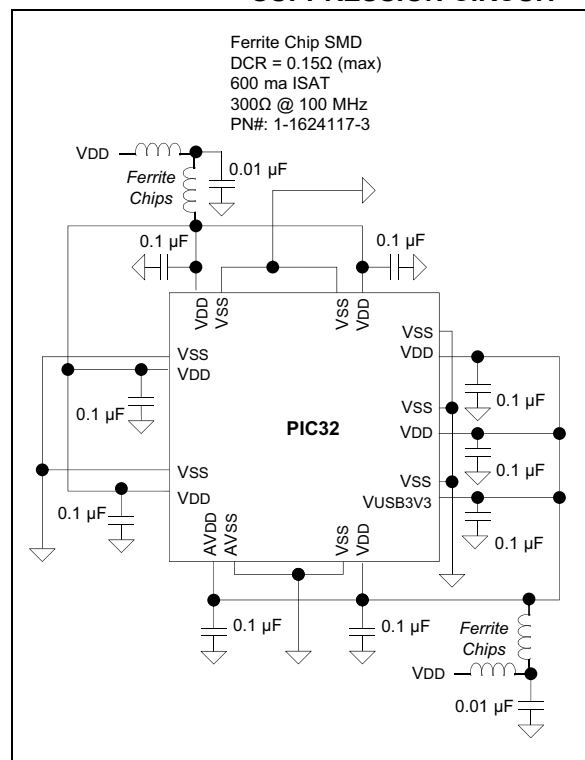 Ferrite Chip SMD
DCR = 0.15Ω (max)
600 ma ISAT
300Ω @ 100 MHz
PN#: 1-1624117-3
VDD
0.01 µF
Ferrite
Chips
0.1 µF
0.1 µF
VDD
VSS
VSS
VDD
VSS
VDD
VSS
VDD
0.1 µF
0.1 µF
VSS
VDD
PIC32
0.1 µF
VSS
VDD
0.1 µF
VSS
VUSB3V3
0.1 µF
AVDD
AVSS
VSS
VDD
0.1 µF
0.1 µF
Ferrite
Chips
VDD
0.01 µF